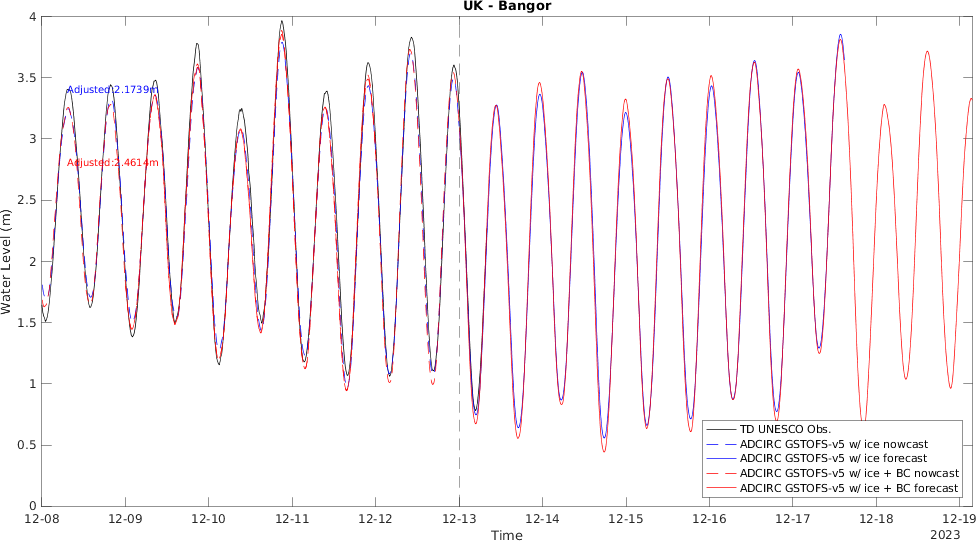 UK - Bangor
4
3.5
3
2.5
2
1.5
1
0.5
0
Water Level (m)
Adjusted:2.1739m
Adjusted:2.4614m
TD UNESCO Obs.
ADCIRC GSTOFS-v5 w/ ice nowcast
ADCIRC GSTOFS-v5 w/ ice forecast
ADCIRC GSTOFS-v5 w/ ice + BC nowcast
ADCIRC GSTOFS-v5 w/ ice + BC forecast
12-08 12-09 12-10 12-11 12-12 12-13 12-14 12-15 12-16 12-17 12-18 12-19
Time
2023